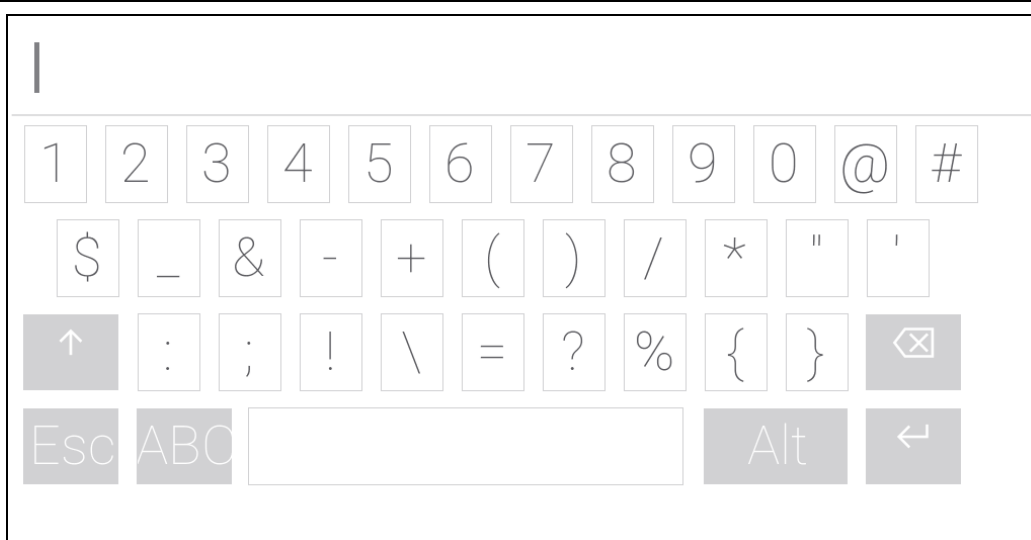 1 2 3 4 5 6 7 8 9 0 @ #
$ _ & - + ( ) / * " '
: ; ! \ = ? % { }
Esc ABC Alt